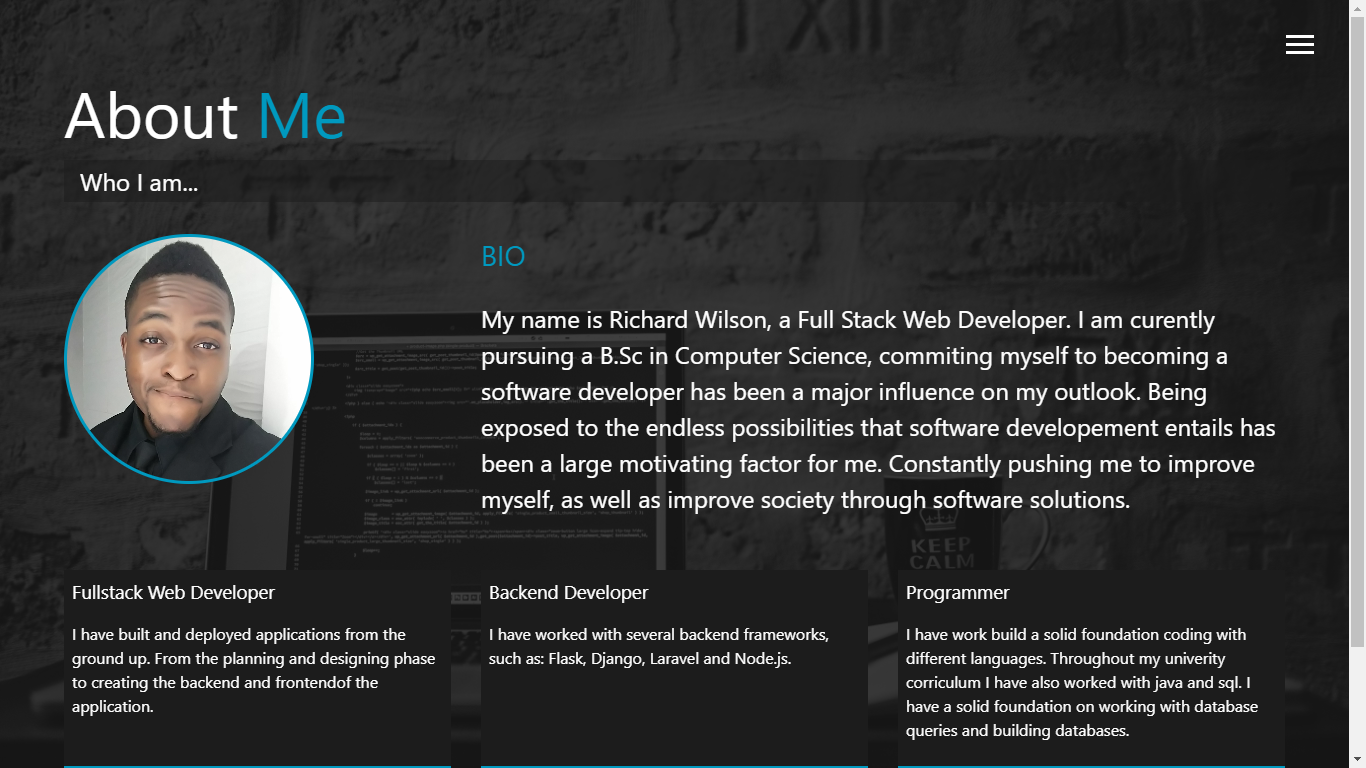 About Me
Who I am...
BIO
My name is Richard Wilson, a Full Stack Web Developer. I am curently
pursuing a B.Sc in Computer Science, commiting myself to becoming a
software developer has been a major influence on my outlook. Being
exposed to the endless possibilities that software developement entails has
been a large motivating factor for me. Constantly pushing me to improve
myself, as well as improve society through software solutions.
KEEP
CALM
Fullstack Web Developer
I have built and deployed applications from the
ground up. From the planning and designing phase
to creating the backend and frontendof the
application.
Backend Developer
I have worked with several backend frameworks,
such as: Flask, Django, Laravel and Node.js.
Programmer
I have work build a solid foundation coding with
different languages. Throughout my univerity
corriculum I have also worked with java and sql. I
have a solid foundation on working with database
queries and building databases.